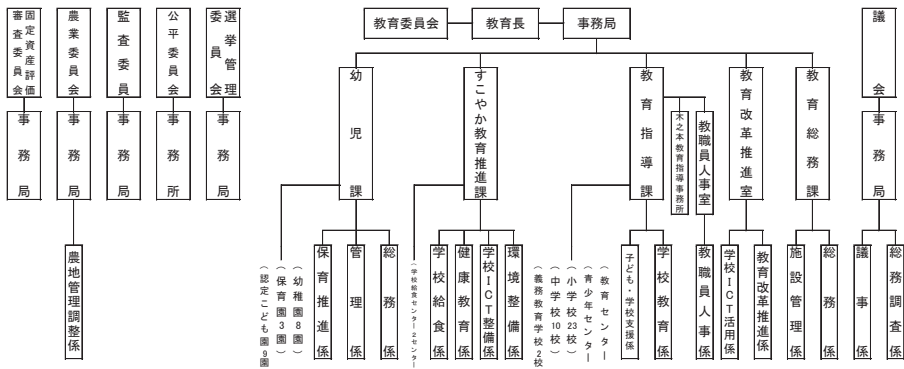 議会
事務局
総務調査係
議事係
教育委員会
教育長
事務局
教育総務課
総務係
施設管理係
教育改革推進室
教育改革推進係
学校ICT活用係
教育指導課
教職員人事室
教職員人事係
木之本教育指導事務所
学校教育係
子ども・学校支援係
(教育センター)
(青少年センター)
(小学校23校)
(中学校10校)
(義務教育学校2校)
すこやか教育推進課
環境整備係
学校ICT整備係
健康教育係
学校給食係
(学校給食センター2センター)
幼児課
総務係
管理係
保育推進係
(幼稚園8園)
(保育園3園)
(認定こども園9園)
選挙管理
委員会
事務局
公平委員会
事務所
監査委員
事務局
農業委員会
事務局
農地管理調整係
固定資産評価
審査委員会
事務局